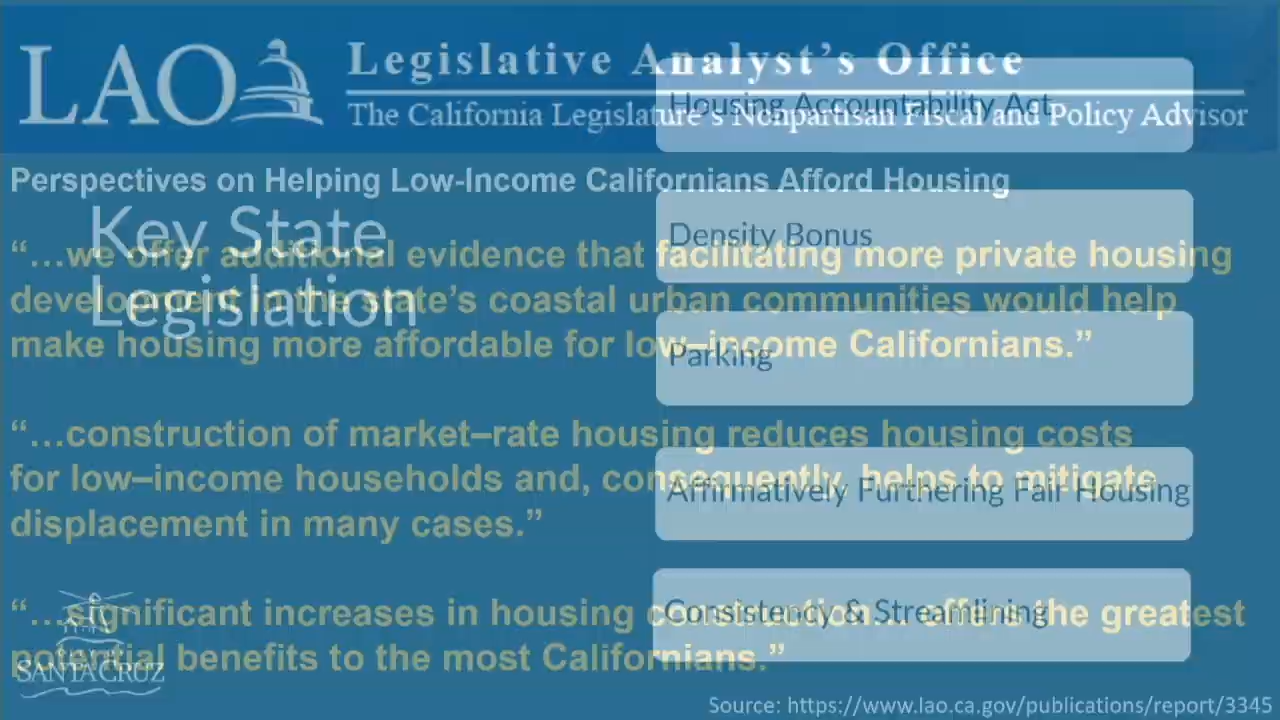 LAO
Legislative Analyst's Office
The California Legislature's Nonpartisan Fiscal and Policy Advisor
Perspectives on Helping Low-Income Californians Afford Housing
“…we offer additional evidence that facilitating more private housing
development in the state’s coastal urban communities would help
make housing more affordable for low–income Californians.”
“…construction of market–rate housing reduces housing costs
for low–income households and, consequently, helps to mitigate
displacement in many cases.”
“…significant increases in housing construction offers the greatest
potential benefits to the most Californians.”
Source: https://www.lao.ca.gov/publications/report/3345
Key State
Legislation
Housing Accountability Act
Density Bonus
Parking
Affirmatively Furthering Fair Housing
Consistency & Streamlining
CITY OF
SANTA CRUZ